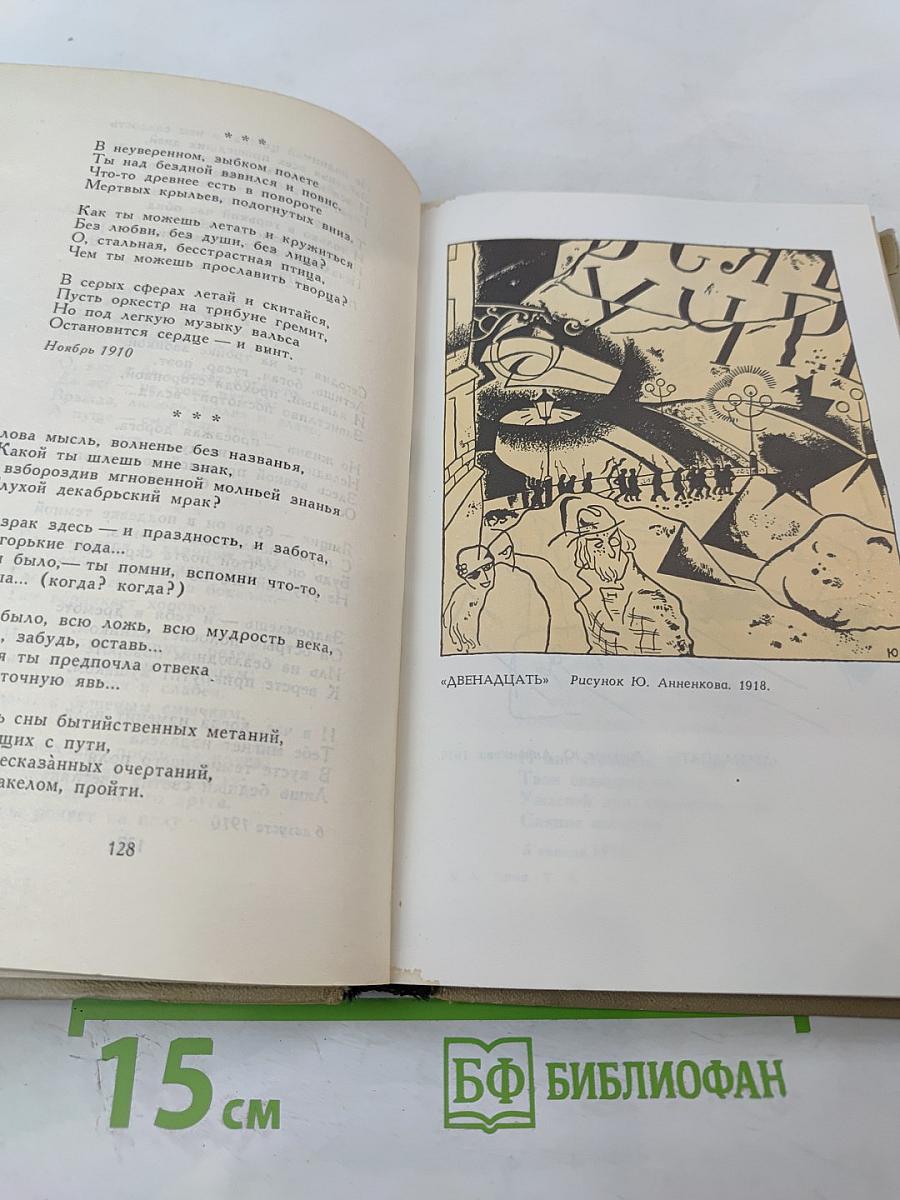 * * *
В неуверенном, зыбком полете
Ты над бездной взвился и повис.
Что-то древнее есть в повороте
Мертвых крыльев, подогнутых вниз,
Как ты можешь летать и кружиться
Без любви, без души, без лица?
О, стальная, бесстрастная птица,
Чем ты можешь прославить творца?
В серых сферах летай и скитайся,
Пусть оркестр на трибуне гремит,
Но под легкую музыку вальса
Остановится сердце — и винт.
Ноябрь 1910
* * *
лова мысль, волненье без названья,
Какой ты шлешь мне знак,
взбороздив мгновенной молньей знанья
лухой декабрьский мрак?
зрак здесь — и праздность, и забота,
горькие года...
было,— ты помни, вспомни что-то,
а... (когда? когда?)
было, всю ложь, всю мудрость века,
, забудь, оставь...
я ты предпочла отвека
точную явь...
ь сны бытийственных метаний,
щих с пути,
есказа̀нных очертаний,
акелом, пройти.
128
РСЯЬ
УЧР
Ю
«ДВЕНАДЦАТЬ» Рисунок Ю. Анненкова. 1918.
15 см
БФ БИБЛИОФАН